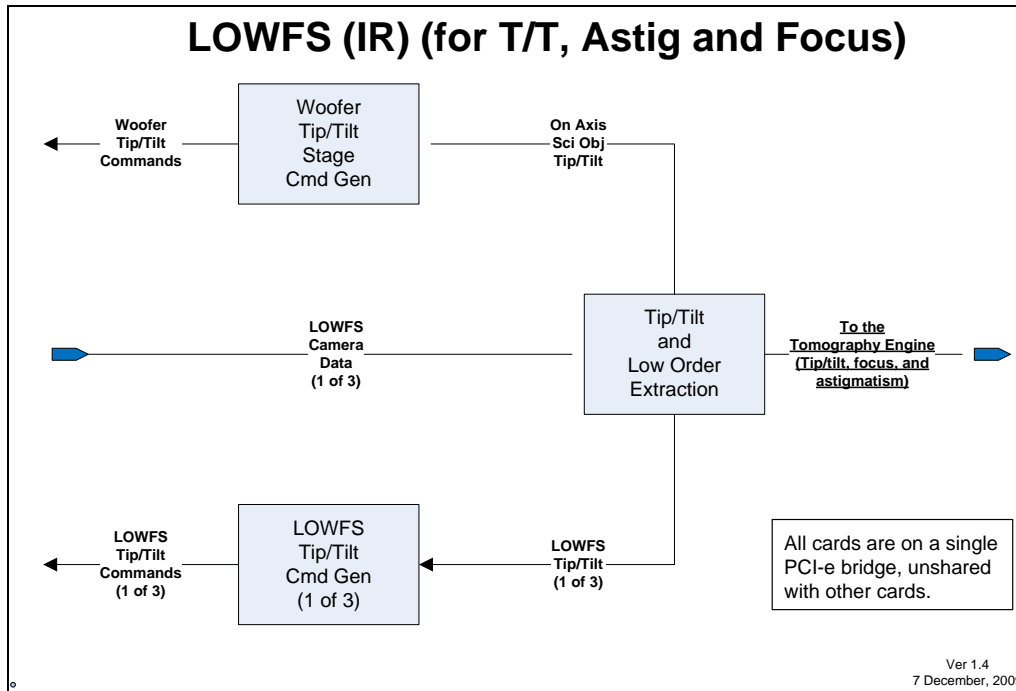 LOWFS (IR) (for T/T, Astig and Focus)
Woofer
Tip/Tilt
Commands
Woofer
Tip/Tilt
Stage
Cmd Gen
On Axis
Sci Obj
Tip/Tilt
LOWFS
Camera
Data
(1 of 3)
Tip/Tilt
and
Low Order
Extraction
To the
Tomography Engine
(Tip/tilt, focus, and
astigmatism)
LOWFS
Tip/Tilt
Commands
(1 of 3)
LOWFS
Tip/Tilt
Cmd Gen
(1 of 3)
LOWFS
Tip/Tilt
(1 of 3)
All cards are on a single
PCI-e bridge, unshared
with other cards.
Ver 1.4
7 December, 2009